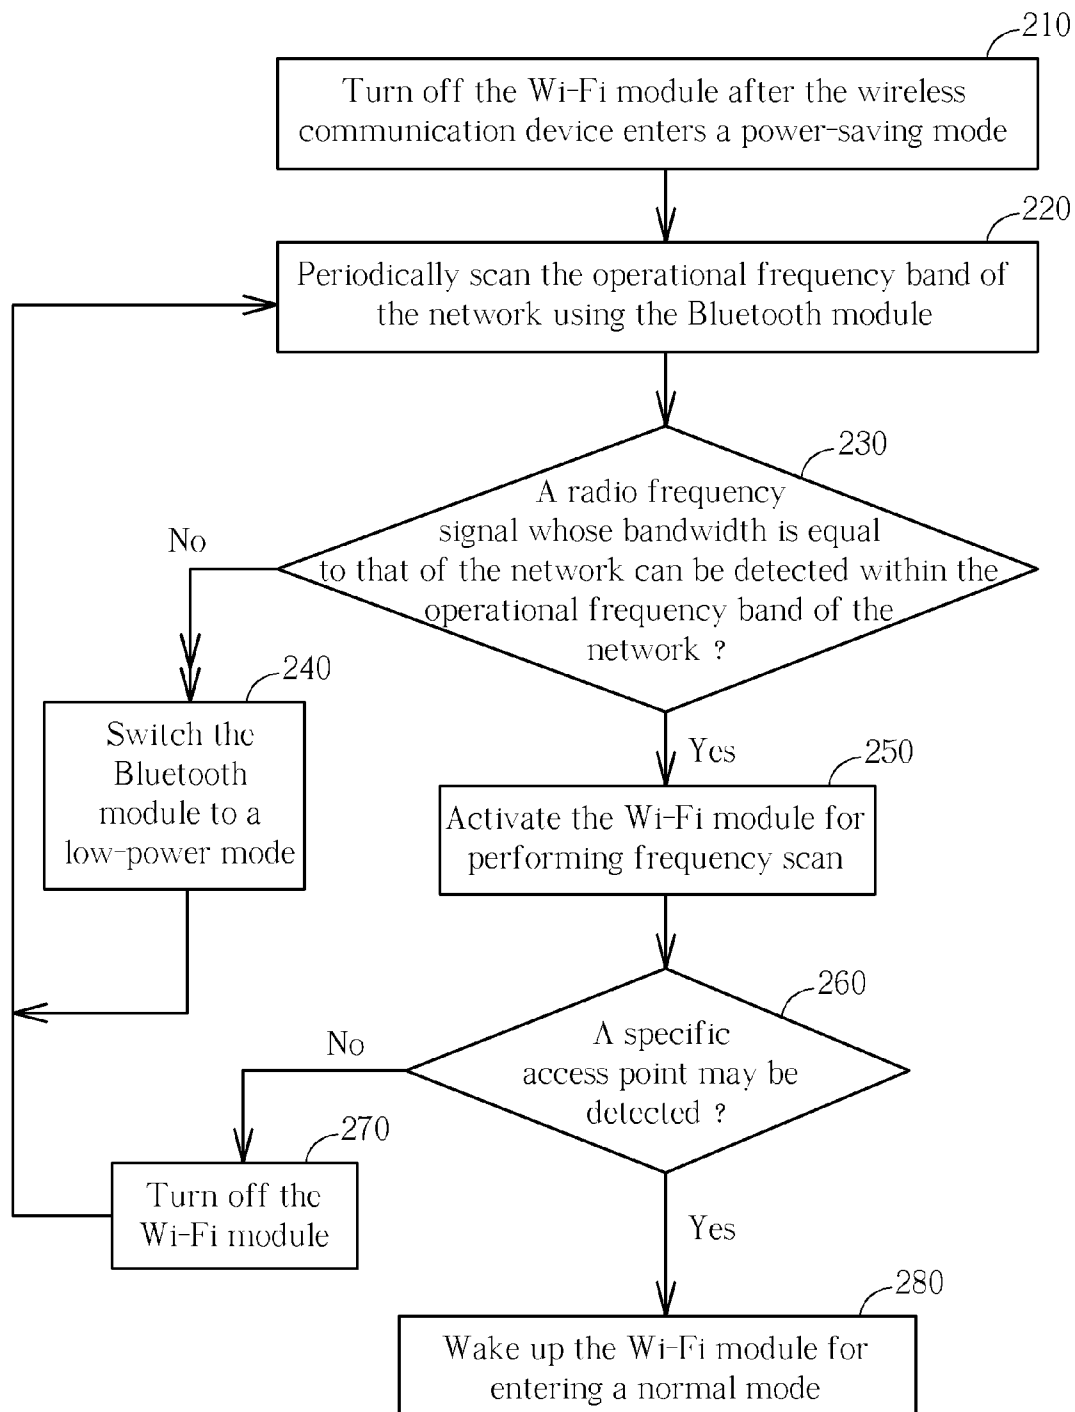 210
Turn off the Wi-Fi module after the wireless
communication device enters a power-saving mode
220
Periodically scan the operational frequency band of
the network using the Bluetooth module
230
A radio frequency
signal whose bandwidth is equal
to that of the network can be detected within the
operational frequency band of the
network ?
No
240
Switch the
Bluetooth
module to a
low-power mode
Yes
250
Activate the Wi-Fi module for
performing frequency scan
260
A specific
access point may be
detected ?
No
270
Turn off the
Wi-Fi module
Yes
280
Wake up the Wi-Fi module for
entering a normal mode